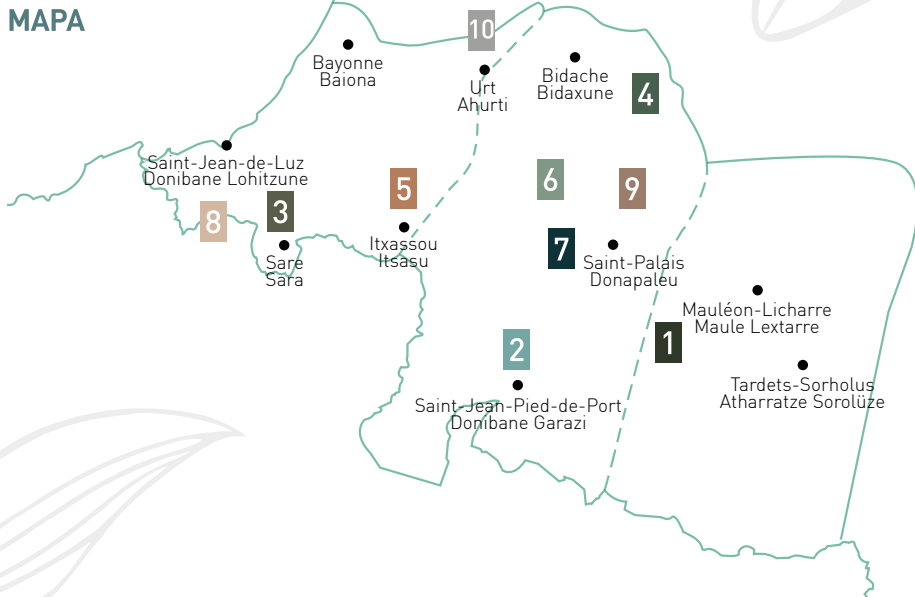 MAPA
10
Bayonne
Baiona
Urt
Ahurti
Bidache
Bidaxune
4
Saint-Jean-de-Luz
Donibane Lohitzune
5
6
9
8
3
Itxassou
Itsasu
7
Sare
Sara
Saint-Palais
Donapaleu
Mauléon-Licharre
Maule Lextarre
1
2
Tardets-Sorholus
Atharratze Sorolüze
Saint-Jean-Pied-de-Port
Donibane Garazi